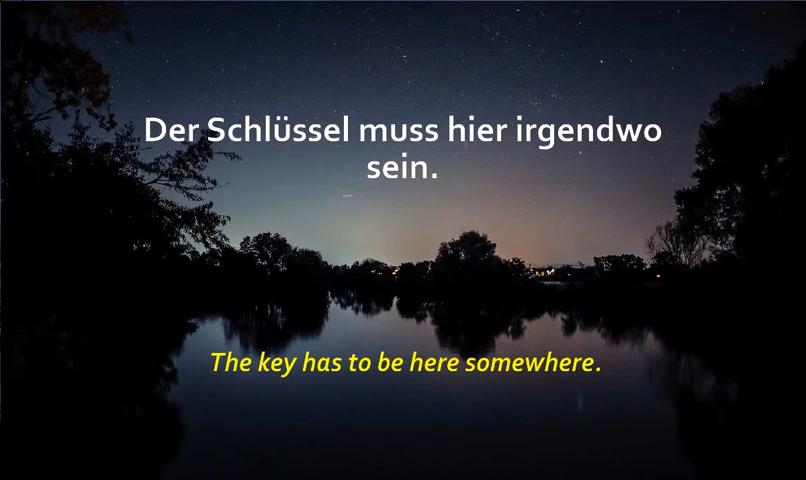 Der Schlüssel muss hier irgendwo
sein.
The key has to be here somewhere.